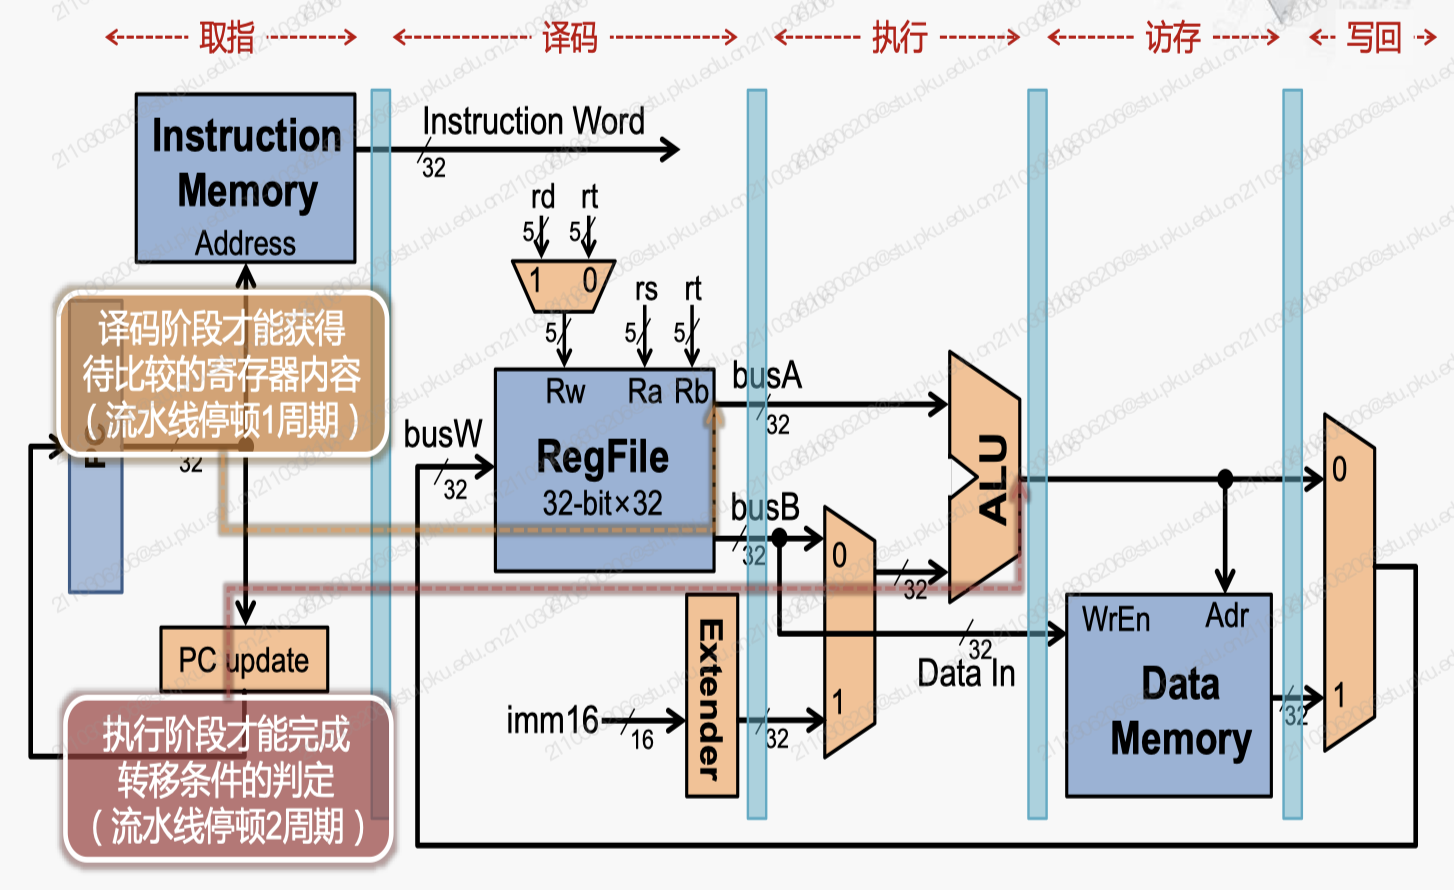 取指 译码 执行 访存 写回
Instruction
Memory
Address
Instruction Word
32
rd rt
5 5
1 0
5
rs rt
5 5
Rw Ra Rb
RegFile
32-bit×32
busW
32
busA
32
busB
32
译码阶段才能获得
待比较的寄存器内容
（流水线停顿1周期）
PC
32
PC update
执行阶段才能完成
转移条件的判定
（流水线停顿2周期）
imm16
16
Extender
32
0
1
32
ALU
32
Data In
WrEn Adr
Data
Memory
32
0
1
2110306206@stu.pku.edu.cn